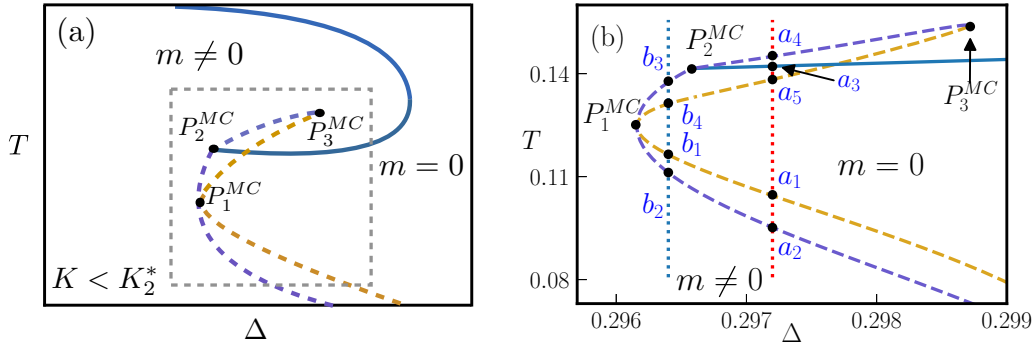 (a)
m ≠ 0
P_2^{MC}
P_3^{MC}
T
m = 0
P_1^{MC}
K < K_2^*
Δ
(b)
P_2^{MC}
a_4
b_3
0.14
a_3
P_3^{MC}
a_5
P_1^{MC}
b_4
b_1
m = 0
0.11
a_1
b_2
a_2
m ≠ 0
0.08
0.296
0.297
Δ
0.298
0.299